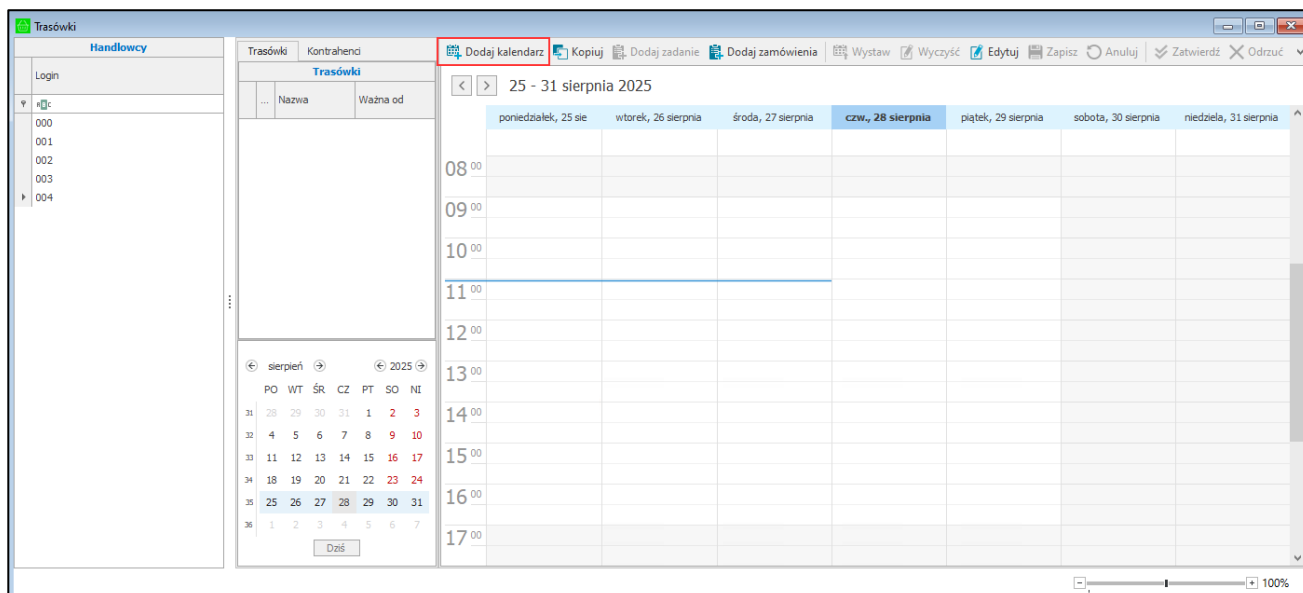 Trasówki
Handlowcy
Login
000
001
002
003
004
Trasówki Kontrahenci
Trasówki
... Nazwa Ważna od
sierpień 2025
PO WT ŚR CZ PT SO NI
31 28 29 30 31 1 2 3
32 4 5 6 7 8 9 10
33 11 12 13 14 15 16 17
34 18 19 20 21 22 23 24
35 25 26 27 28 29 30 31
36 1 2 3 4 5 6 7
Dziś
Dodaj kalendarz Kopiuj Dodaj zadanie Dodaj zamówienia Wystaw Wyczyść Edytuj Zapisz Anuluj Zatwierdź Odrzuć
25 - 31 sierpnia 2025
poniedziałek, 25 sie wtorek, 26 sierpnia środa, 27 sierpnia czw., 28 sierpnia piątek, 29 sierpnia sobota, 30 sierpnia niedziela, 31 sierpnia
08 00
09 00
10 00
11 00
12 00
13 00
14 00
15 00
16 00
17 00
100%